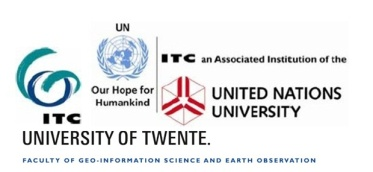 UN
Our Hope for
Humankind
ITC
ITC an Associated Institution of the
UNITED NATIONS
UNIVERSITY
UNIVERSITY OF TWENTE.
FACULTY OF GEO-INFORMATION SCIENCE AND EARTH OBSERVATION